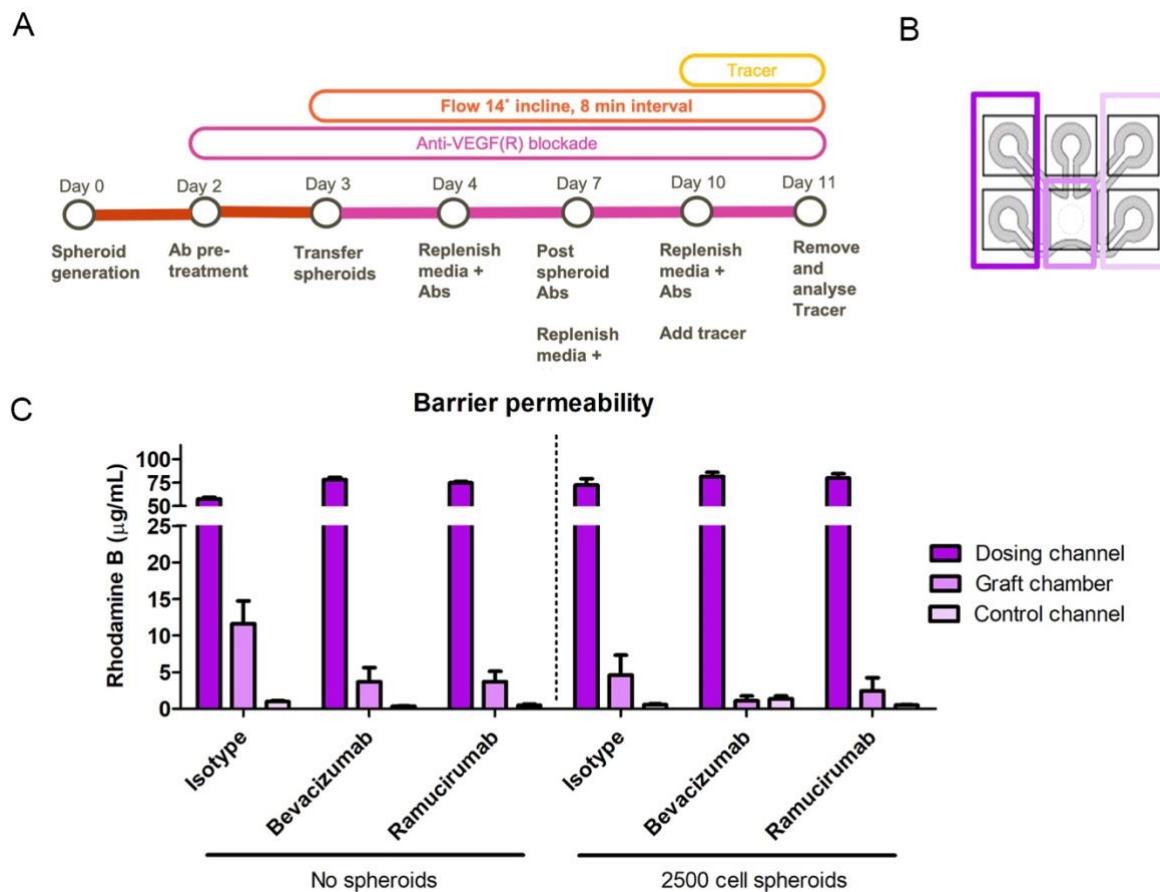 A
B
Tracer
Flow 14° incline, 8 min interval
Anti-VEGF(R) blockade
Day 0
Day 2
Day 3
Day 4
Day 7
Day 10
Day 11
Spheroid
generation
Ab pre-
treatment
Transfer
spheroids
Replenish
media +
Abs
Post
spheroid
Abs
Replenish
media +
Replenish
media +
Abs
Add tracer
Remove
and
analyse
Tracer
C
Barrier permeability
Rhodamine B (µg/mL)
100
75
50
25
20
15
10
5
0
Dosing channel
Graft chamber
Control channel
Isotype
Bevacizumab
Ramucirumab
Isotype
Bevacizumab
Ramucirumab
No spheroids
2500 cell spheroids